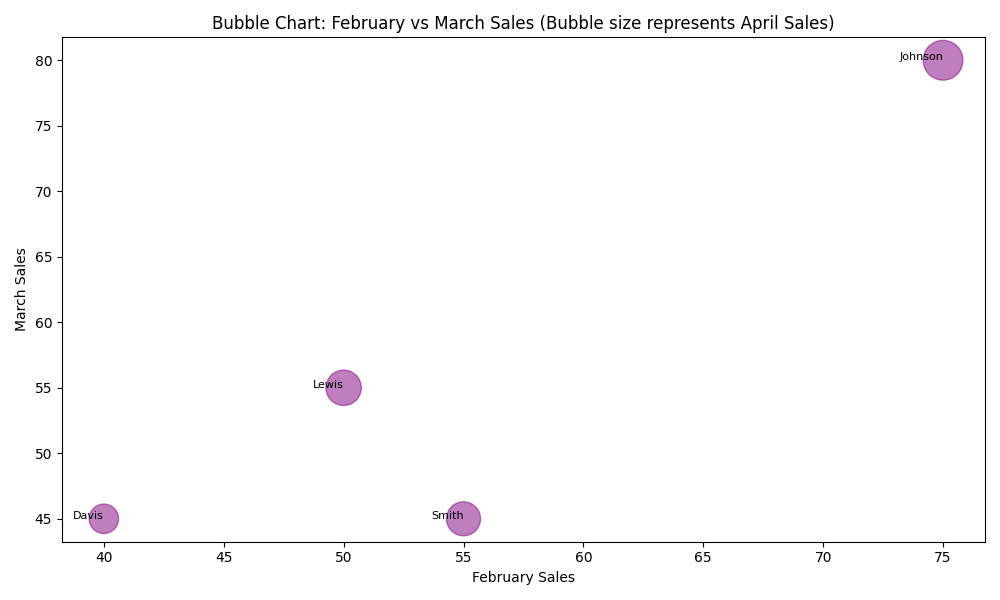 Bubble Chart: February vs March Sales (Bubble size represents April Sales)
80
75
70
65
60
55
50
45
March Sales
Johnson
Lewis
Davis
Smith
40
45
50
55
60
65
70
75
February Sales